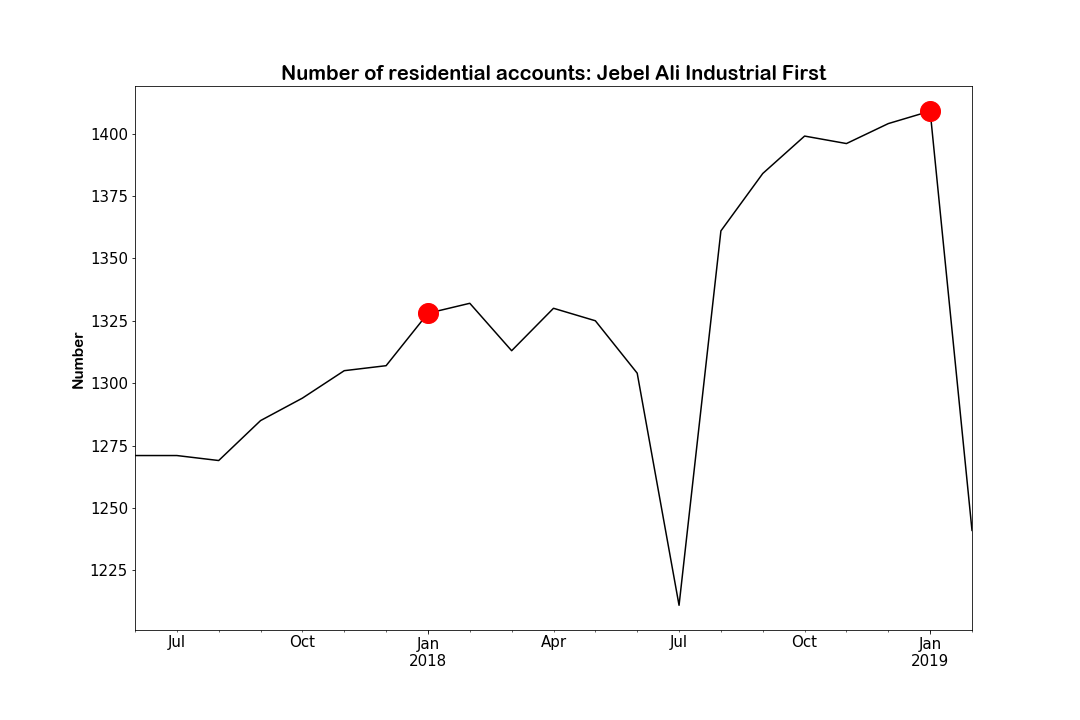 Number of residential accounts: Jebel Ali Industrial First
Number
1400
1375
1350
1325
1300
1275
1250
1225
Jul
Oct
Jan
2018
Apr
Jul
Oct
Jan
2019